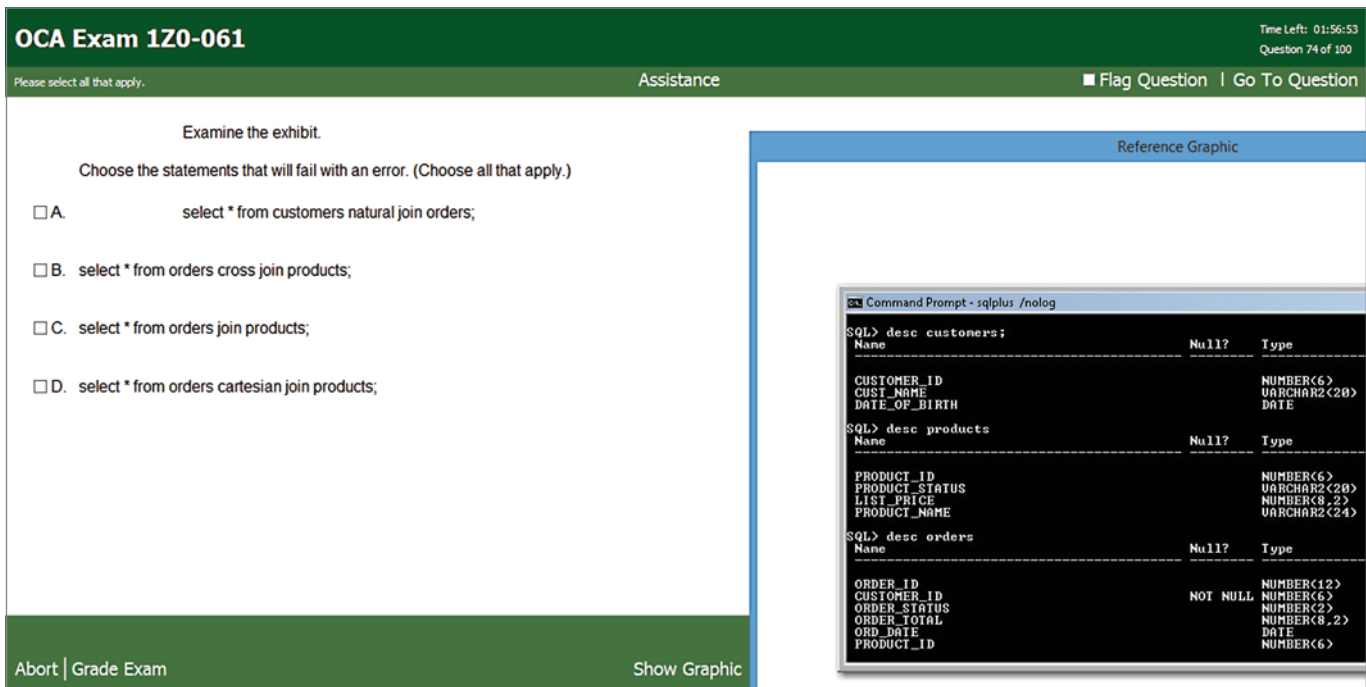 OCA Exam 1Z0-061
Time Left: 01:56:53
Question 74 of 100
Please select all that apply.
Assistance
Flag Question | Go To Question
Examine the exhibit.
Choose the statements that will fail with an error. (Choose all that apply.)
A. select * from customers natural join orders;
B. select * from orders cross join products;
C. select * from orders join products;
D. select * from orders cartesian join products;
Abort | Grade Exam
Show Graphic
Reference Graphic
Command Prompt - sqlplus /nolog
SQL> desc customers;
Name Null? Type
CUSTOMER_ID NUMBER(6)
CUST_NAME VARCHAR2(20)
DATE_OF_BIRTH DATE
SQL> desc products
Name Null? Type
PRODUCT_ID NUMBER(6)
PRODUCT_STATUS VARCHAR2(20)
LIST_PRICE NUMBER(8,2)
PRODUCT_NAME VARCHAR2(24)
SQL> desc orders
Name Null? Type
ORDER_ID NUMBER(12)
CUSTOMER_ID NOT NULL NUMBER(6)
ORDER_STATUS NUMBER(2)
ORDER_TOTAL NUMBER(8,2)
ORD_DATE DATE
PRODUCT_ID NUMBER(6)